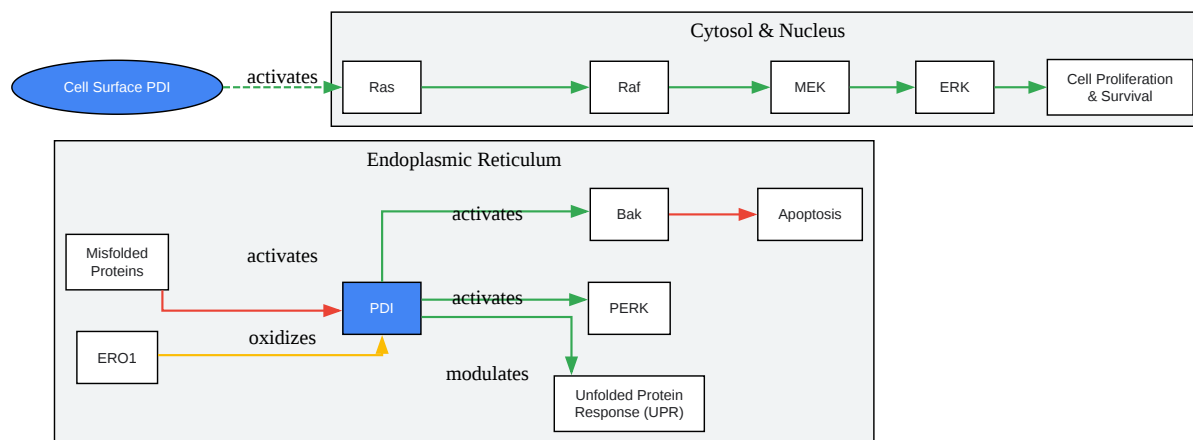 Cytosol & Nucleus
Cell Surface PDI
activates
Ras
Raf
MEK
ERK
Cell Proliferation
& Survival
Endoplasmic Reticulum
activates
Bak
Apoptosis
Misfolded
Proteins
activates
PDI
activates
PERK
oxidizes
ERO1
modulates
Unfolded Protein
Response (UPR)